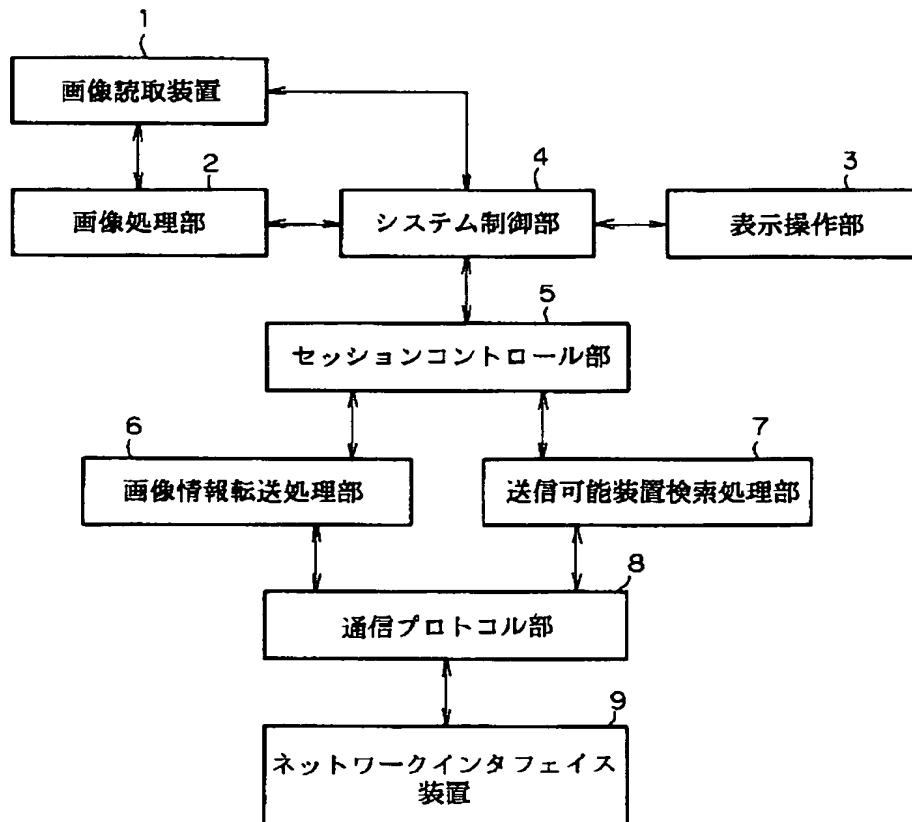 1
画像読取装置
2
画像処理部
4
システム制御部
3
表示操作部
5
セッションコントロール部
6
画像情報転送処理部
7
送信可能装置検索処理部
8
通信プロトコル部
9
ネットワークインタフェイス
装置